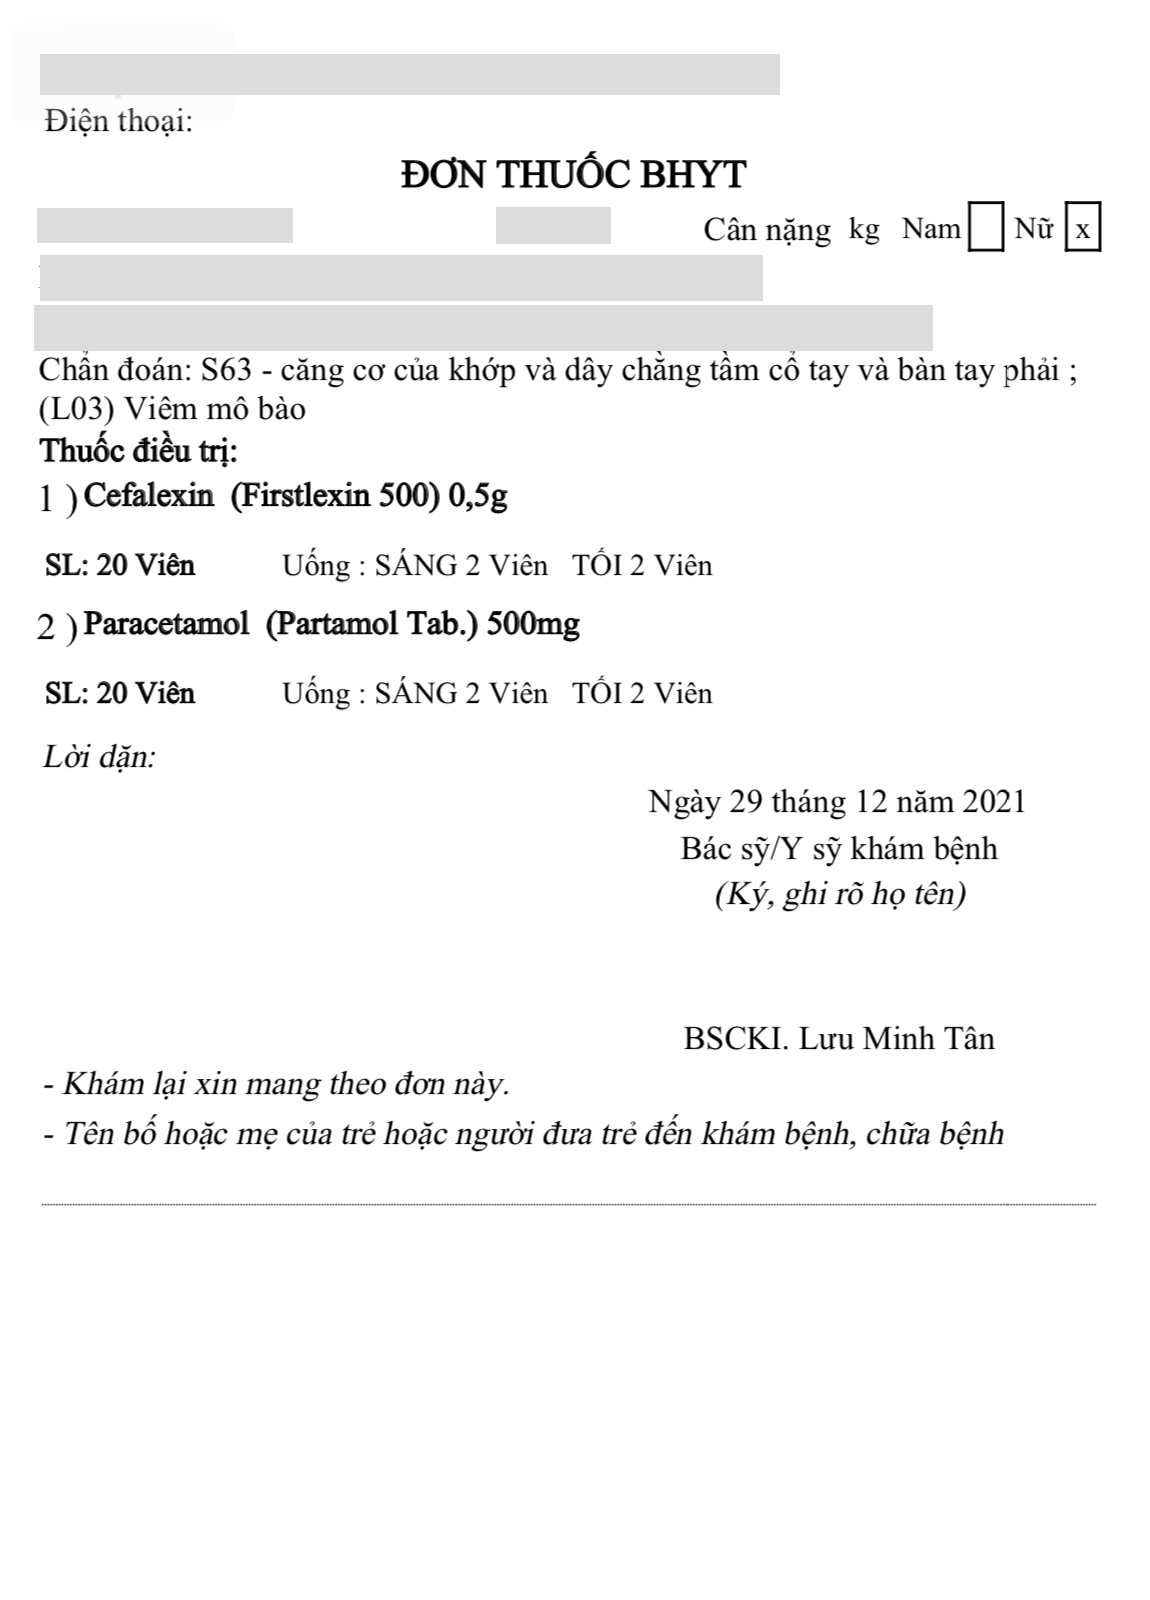 Điện thoại:
ĐƠN THUỐC BHYT
Cân nặng kg Nam Nữ x
Chẩn đoán: S63 - căng cơ của khớp và dây chằng tầm cổ tay và bàn tay phải ;
(L03) Viêm mô bào
Thuốc điều trị:
1 ) Cefalexin (Firstlexin 500) 0,5g
SL: 20 Viên Uống : SÁNG 2 Viên TỐI 2 Viên
2 ) Paracetamol (Partamol Tab.) 500mg
SL: 20 Viên Uống : SÁNG 2 Viên TỐI 2 Viên
Lời dặn:
Ngày 29 tháng 12 năm 2021
Bác sỹ/Y sỹ khám bệnh
(Ký, ghi rõ họ tên)
BSCKI. Lưu Minh Tân
- Khám lại xin mang theo đơn này.
- Tên bố hoặc mẹ của trẻ hoặc người đưa trẻ đến khám bệnh, chữa bệnh